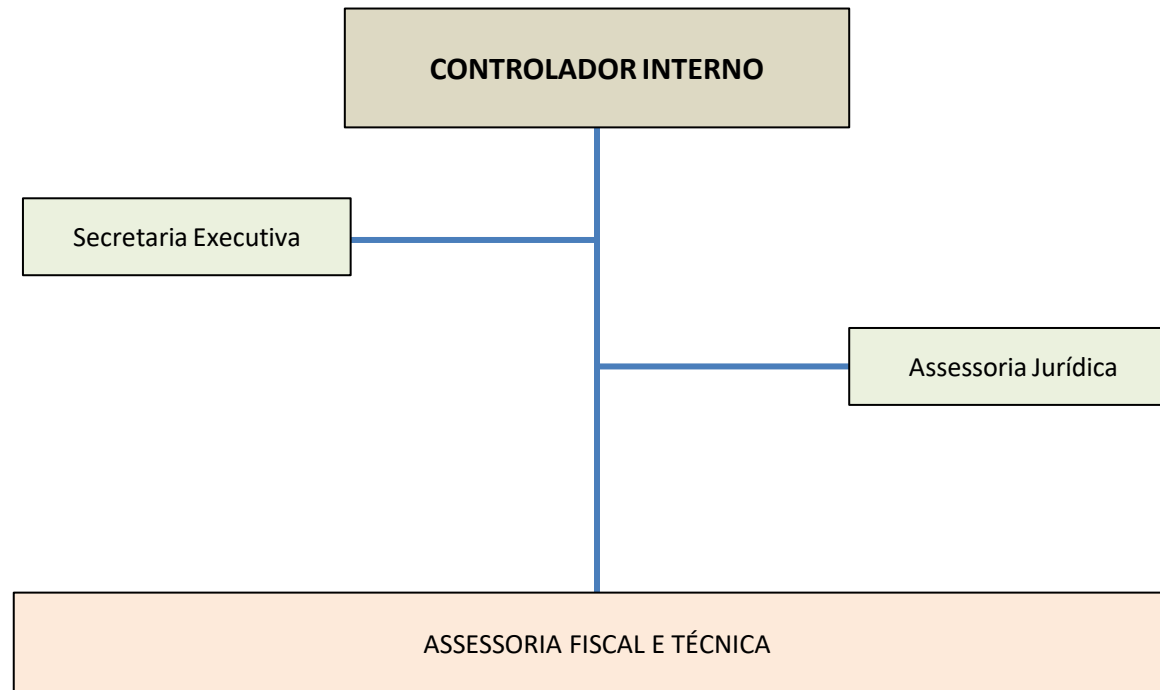 CONTROLADOR INTERNO
Secretaria Executiva
Assessoria Jurídica
ASSESSORIA FISCAL E TÉCNICA